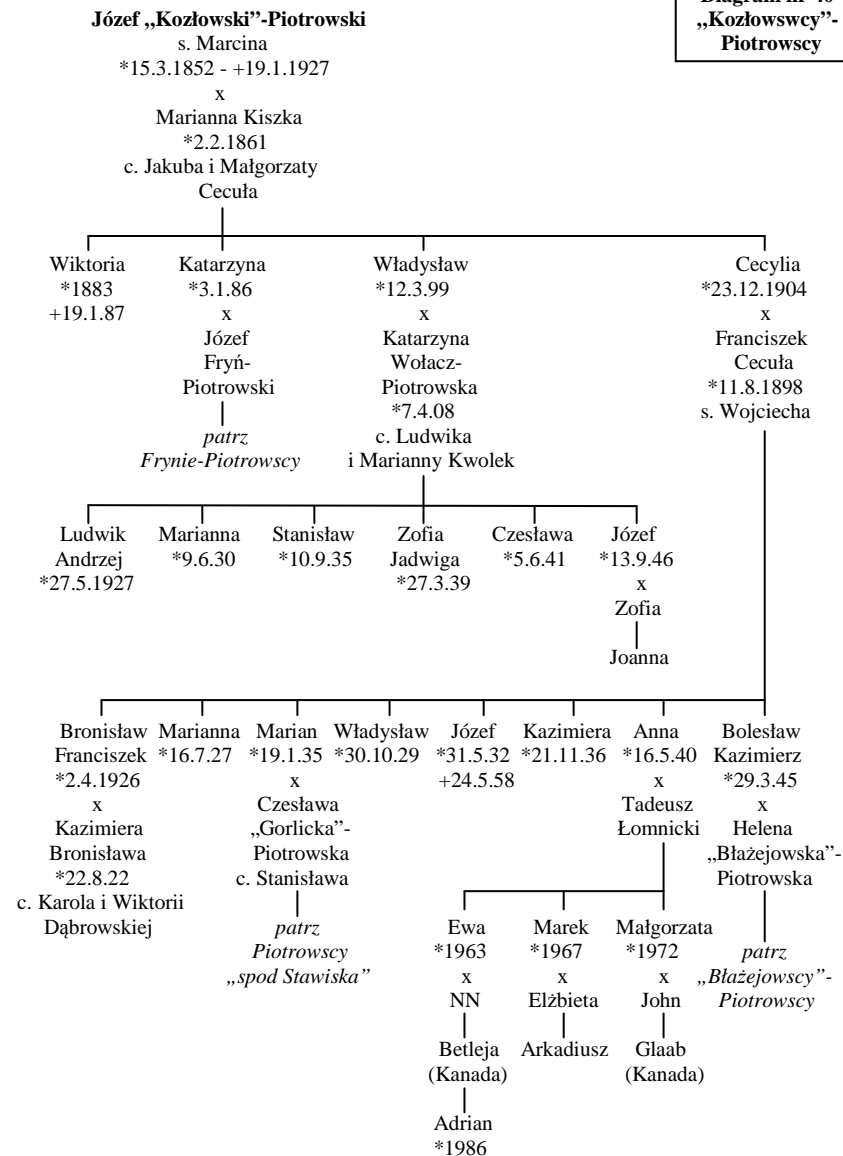 Józef „Kozłowski”-Piotrowski
s. Marcina
*15.3.1852 - +19.1.1927
x
Marianna Kiszka
*2.2.1861
c. Jakuba i Małgorzaty
Cecuła
„Kozłowswcy”-
Piotrowscy
Wiktoria
*1883
+19.1.87
Katarzyna
*3.1.86
x
Józef
Fryń-
Piotrowski
patrz
Frynie-Piotrowscy
Władysław
*12.3.99
x
Katarzyna
Wołacz-
Piotrowska
*7.4.08
c. Ludwika
i Marianny Kwolek
Cecylia
*23.12.1904
x
Franciszek
Cecuła
*11.8.1898
s. Wojciecha
Ludwik
Andrzej
*27.5.1927
Marianna
*9.6.30
Stanisław
*10.9.35
Zofia
Jadwiga
*27.3.39
Czesława
*5.6.41
Józef
*13.9.46
x
Zofia
Joanna
Bronisław
Franciszek
*2.4.1926
x
Kazimiera
Bronisława
*22.8.22
c. Karola i Wiktorii
Dąbrowskiej
Marianna
*16.7.27
Marian
*19.1.35
x
Czesława
„Gorlicka”-
Piotrowska
c. Stanisława
patrz
Piotrowscy
„spod Stawiska”
Władysław
*30.10.29
Józef
*31.5.32
+24.5.58
Kazimiera
*21.11.36
Anna
*16.5.40
x
Tadeusz
Łomnicki
Bolesław
Kazimierz
*29.3.45
x
Helena
„Błażejowska”-
Piotrowska
patrz
„Błażejowscy”-
Piotrowscy
Ewa
*1963
x
NN
Betleja
(Kanada)
Adrian
*1986
Marek
*1967
x
Elżbieta
Arkadiusz
Małgorzata
*1972
x
John
Glaab
(Kanada)